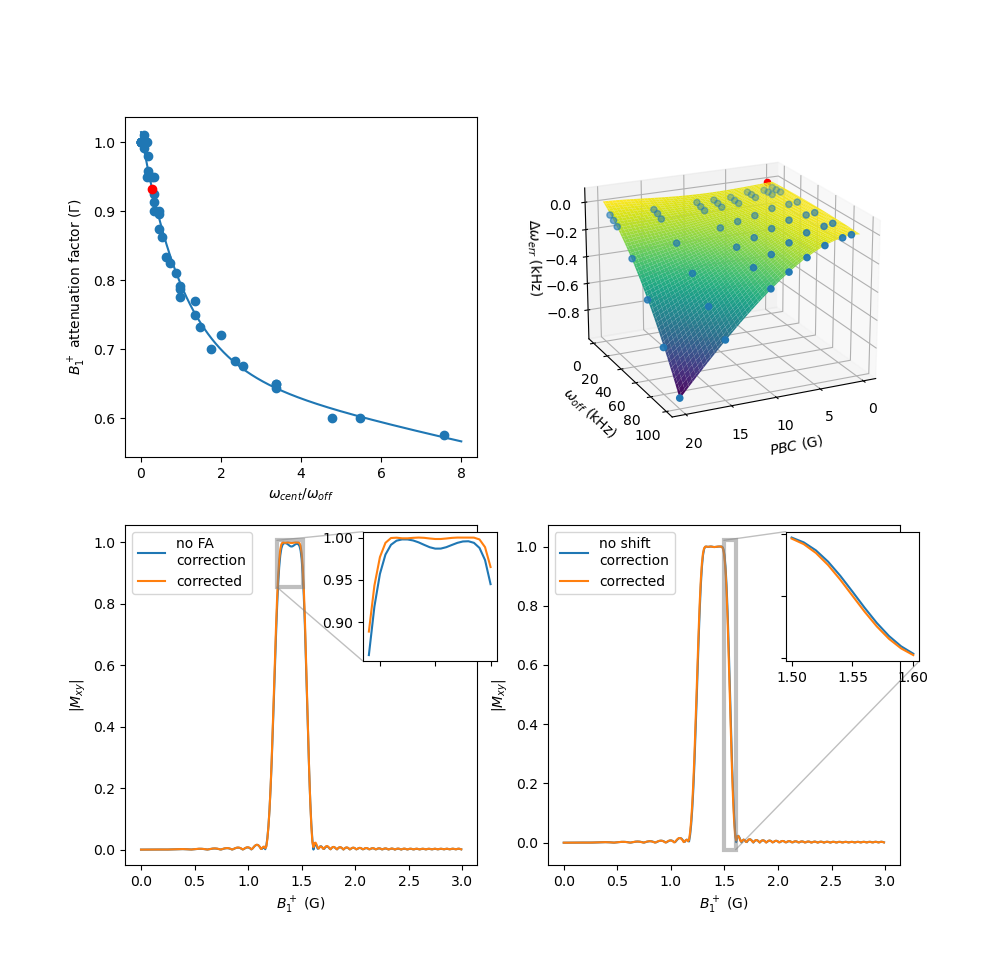 1.0
0.9
0.8
0.7
0.6
B₁⁺ attenuation factor (Γ)
0 2 4 6 8
ω_cent/ω_off
0.0
−0.2
−0.4
−0.6
−0.8
Δω_err (kHz)
0
20
40
60
80
100
ω_off (kHz)
20 15 10 5 0
PBC (G)
no FA
correction
corrected
1.00
0.95
0.90
1.0
0.8
0.6
0.4
0.2
0.0
|M_xy|
0.0 0.5 1.0 1.5 2.0 2.5 3.0
B₁⁺ (G)
no shift
correction
corrected
1.50 1.55 1.60
1.0
0.8
0.6
0.4
0.2
0.0
|M_xy|
0.0 0.5 1.0 1.5 2.0 2.5 3.0
B₁⁺ (G)